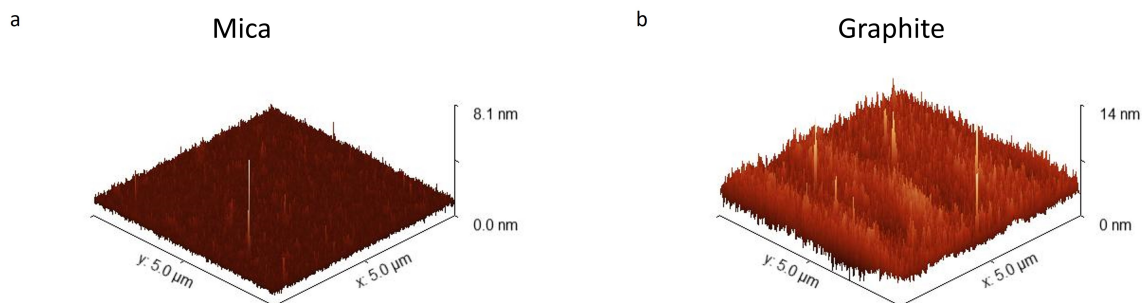 a
Mica
8.1 nm
0.0 nm
y: 5.0 µm
x: 5.0 µm
b
Graphite
14 nm
0 nm
y: 5.0 µm
x: 5.0 µm